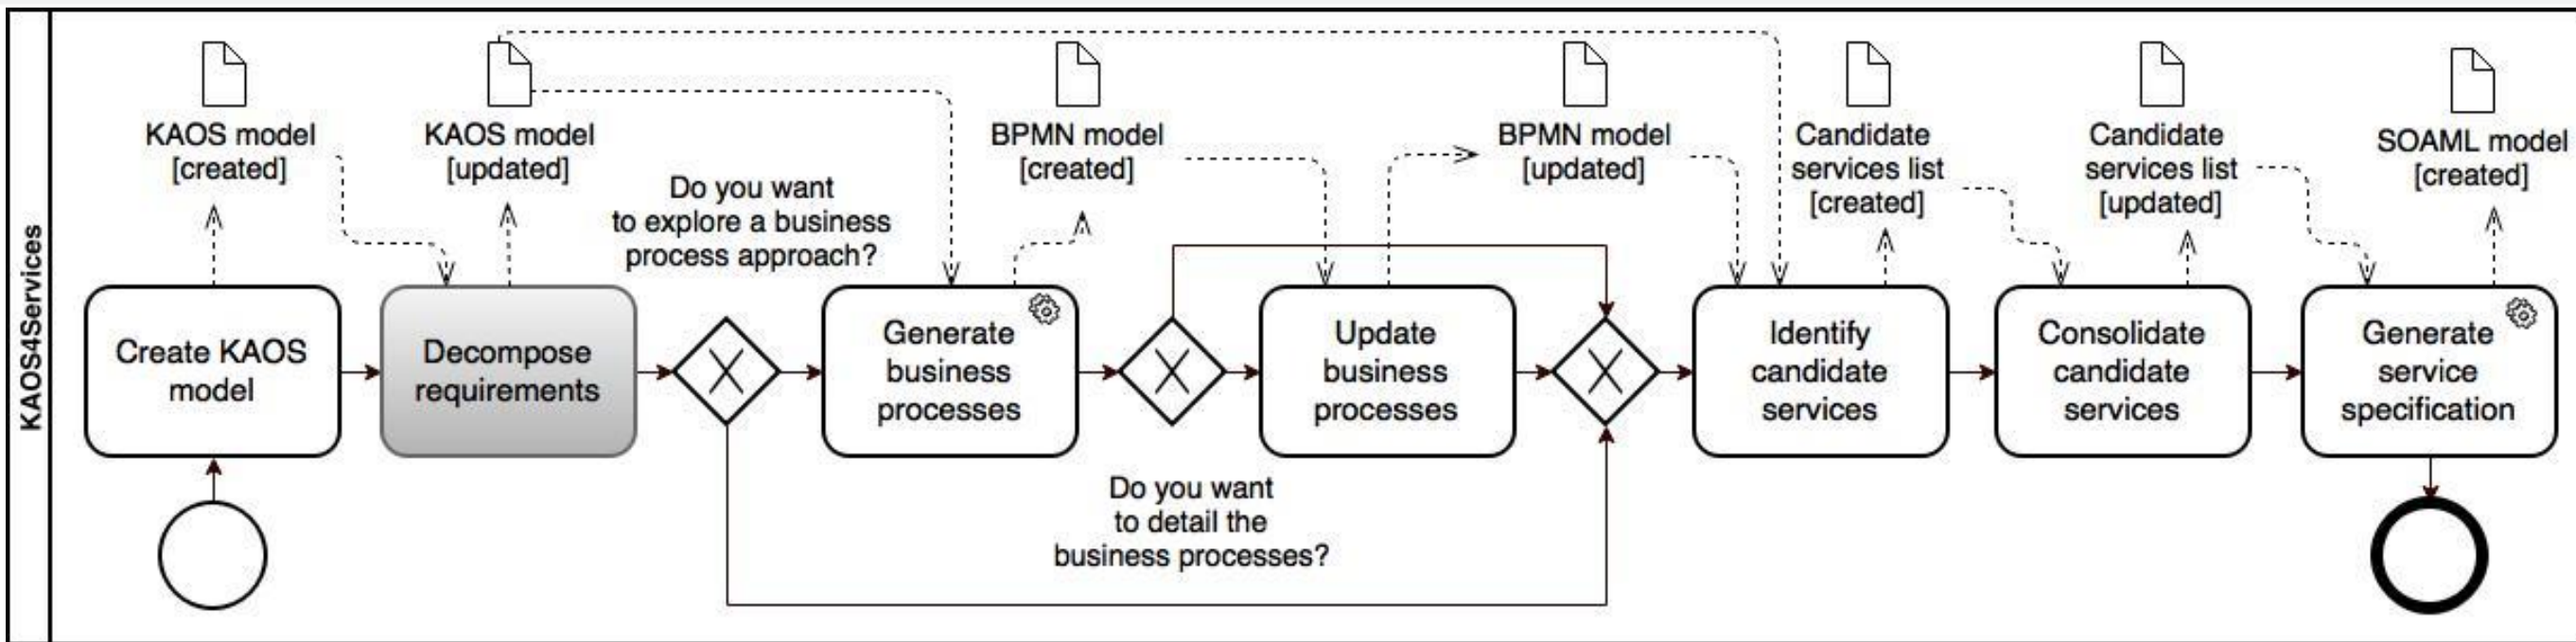 KAOS4Services
KAOS model
[created]
KAOS model
[updated]
BPMN model
[created]
BPMN model
[updated]
Candidate
services list
[created]
Candidate
services list
[updated]
SOAML model
[created]
Do you want
to explore a business
process approach?
Create KAOS
model
Decompose
requirements
Generate
business
processes
Update
business
processes
Identify
candidate
services
Consolidate
candidate
services
Generate
service
specification
Do you want
to detail the
business processes?